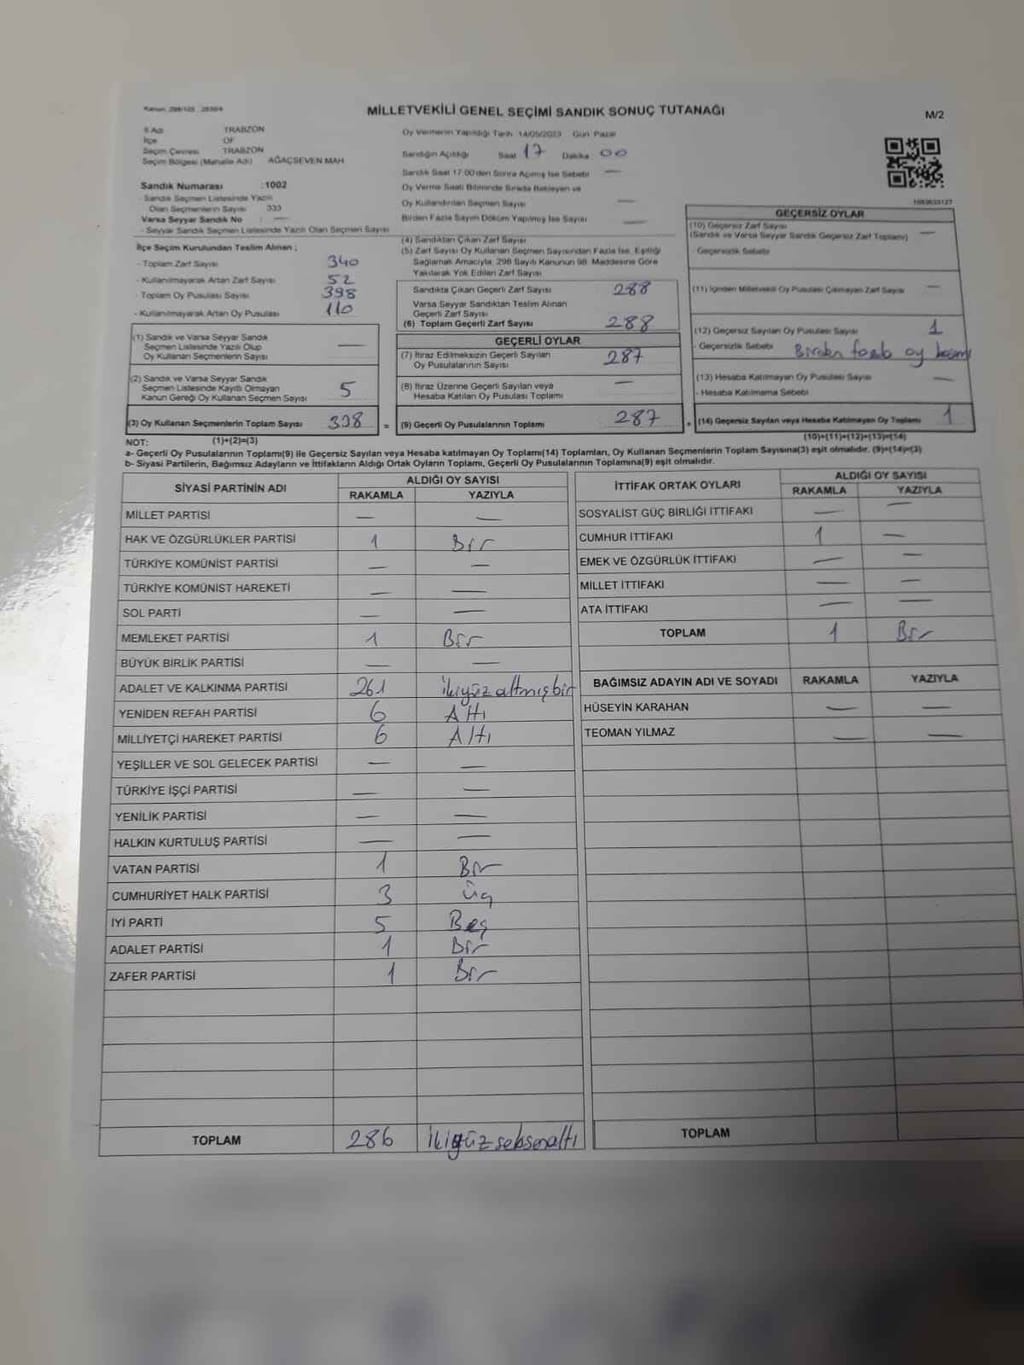 MİLLETVEKİLİ GENEL SEÇİMİ SANDIK SONUÇ TUTANAĞI
M/2
İl Adı TRABZON
İlçe OF
Seçim Çevresi TRABZON
Seçim Bölgesi (Mahalle Adı) AĞAÇSEVEN MAH
Sandık Numarası :1002
- Sandık Seçmen Listesinde Yazılı
Olan Seçmenlerin Sayısı 333
Varsa Seyyar Sandık No : —
- Seyyar Sandık Seçmen Listesinde Yazılı Olan Seçmen Sayısı
Oy Vermenin Yapıldığı Tarih 14/05/2023 Gün Pazar
Sandığın Açıldığı Saat 17 Dakika 00
Sandık Saat 17:00'den Sonra Açılmış İse Sebebi —
Oy Verme Saati Bitiminde Sırada Bekleyen ve
Oy Kullandırılan Seçmen Sayısı —
Birden Fazla Sayım Döküm Yapılmış İse Sayısı —
İlçe Seçim Kurulundan Teslim Alınan ;
- Toplam Zarf Sayısı 340
- Kullanılmayarak Artan Zarf Sayısı 52
- Toplam Oy Pusulası Sayısı 398
- Kullanılmayarak Artan Oy Pusulası 110
(1) Sandık ve Varsa Seyyar Sandık
Seçmen Listesinde Yazılı Olup
Oy Kullanan Seçmenlerin Sayısı —
(2) Sandık ve Varsa Seyyar Sandık
Seçmen Listesinde Kayıtlı Olmayan
Kanun Gereği Oy Kullanan Seçmen Sayısı 5
(3) Oy Kullanan Seçmenlerin Toplam Sayısı 338
(4) Sandıktan Çıkan Zarf Sayısı
(5) Zarf Sayısı Oy Kullanan Seçmen Sayısından Fazla İse, Eşitliği
Sağlamak Amacıyla, 298 Sayılı Kanunun 98. Maddesine Göre
Yakılarak Yok Edilen Zarf Sayısı
Sandıkta Çıkan Geçerli Zarf Sayısı 288
Varsa Seyyar Sandıktan Teslim Alınan
Geçerli Zarf Sayısı
(6) Toplam Geçerli Zarf Sayısı 288
GEÇERLİ OYLAR
(7) İtiraz Edilmeksizin Geçerli Sayılan
Oy Pusulalarının Sayısı 287
(8) İtiraz Üzerine Geçerli Sayılan veya
Hesaba Katılan Oy Pusulası Toplamı —
= (9) Geçerli Oy Pusulalarının Toplamı 287
GEÇERSİZ OYLAR
(10) Geçersiz Zarf Sayısı
(Sandık ve Varsa Seyyar Sandık Geçersiz Zarf Toplamı) —
- Geçersizlik Sebebi
(11) İçinden Milletvekili Oy Pusulası Çıkmayan Zarf Sayısı —
(12) Geçersiz Sayılan Oy Pusulası Sayısı 1
- Geçersizlik Sebebi Birden fazla oy
(13) Hesaba Katılmayan Oy Pusulası Sayısı —
- Hesaba Katılmama Sebebi
+ (14) Geçersiz Sayılan veya Hesaba Katılmayan Oy Toplamı 1
NOT: (1)+(2)=(3) (10)+(11)+(12)+(13)=(14)
a- Geçerli Oy Pusulalarının Toplamı(9) ile Geçersiz Sayılan veya Hesaba katılmayan Oy Toplamı(14) Toplamları, Oy Kullanan Seçmenlerin Toplam Sayısına(3) eşit olmalıdır. (9)+(14)=(3)
b- Siyasi Partilerin, Bağımsız Adayların ve İttifakların Aldığı Ortak Oyların Toplamı, Geçerli Oy Pusulalarının Toplamına(9) eşit olmalıdır.
SİYASİ PARTİNİN ADI ALDIĞI OY SAYISI
RAKAMLA YAZIYLA
MİLLET PARTİSİ — —
HAK VE ÖZGÜRLÜKLER PARTİSİ 1 Bir
TÜRKİYE KOMÜNİST PARTİSİ — —
TÜRKİYE KOMÜNİST HAREKETİ — —
SOL PARTİ — —
MEMLEKET PARTİSİ 1 Bir
BÜYÜK BİRLİK PARTİSİ — —
ADALET VE KALKINMA PARTİSİ 261 ikiyüzaltmışbir
YENİDEN REFAH PARTİSİ 6 Altı
MİLLİYETÇİ HAREKET PARTİSİ 6 Altı
YEŞİLLER VE SOL GELECEK PARTİSİ — —
TÜRKİYE İŞÇİ PARTİSİ — —
YENİLİK PARTİSİ — —
HALKIN KURTULUŞ PARTİSİ — —
VATAN PARTİSİ 1 Bir
CUMHURİYET HALK PARTİSİ 3 üç
İYİ PARTİ 5 Beş
ADALET PARTİSİ 1 Bir
ZAFER PARTİSİ 1 Bir
TOPLAM 286 ikiyüzseksenaltı
İTTİFAK ORTAK OYLARI ALDIĞI OY SAYISI
RAKAMLA YAZIYLA
SOSYALİST GÜÇ BİRLİĞİ İTTİFAKI — —
CUMHUR İTTİFAKI 1 —
EMEK VE ÖZGÜRLÜK İTTİFAKI — —
MİLLET İTTİFAKI — —
ATA İTTİFAKI — —
TOPLAM 1 Bir
BAĞIMSIZ ADAYIN ADI VE SOYADI RAKAMLA YAZIYLA
HÜSEYİN KARAHAN — —
TEOMAN YILMAZ — —
TOPLAM